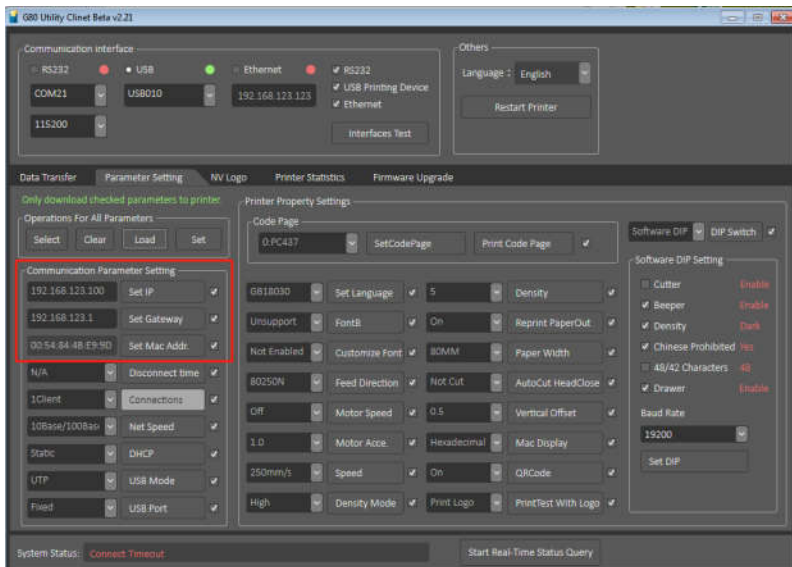 G80 Utility Clinet Beta v2.21
Communication interface
RS232
USB
Ethernet
RS232
USB Printing Device
Ethernet
COM21
USB010
192.168.123.123
115200
Interfaces Test
Others
Language : English
Restart Printer
Data Transfer
Parameter Setting
NV Logo
Printer Statistics
Firmware Upgrade
Only download checked parameters to printer
Operations For All Parameters
Select
Clear
Load
Set
Communication Parameter Setting
192.168.123.100 Set IP
192.168.123.1 Set Gateway
00:54:84:4B:E9:9D Set Mac Addr.
N/A Disconnect time
1Client Connections
10Base/100Bas Net Speed
Static DHCP
UTP USB Mode
Fixed USB Port
Printer Property Settings
Code Page
0:PC437 SetCodePage Print Code Page
GB18030 Set Language 5 Density
Unsupport FontB On Reprint PaperOut
Not Enabled Customize Font 80MM Paper Width
80250N Feed Direction Not Cut AutoCut HeadClose
Off Motor Speed 0.5 Vertical Offset
1.0 Motor Acce. Hexadecimal Mac Display
250mm/s Speed On QRCode
High Density Mode Print Logo PrintTest With Logo
Software DIP DIP Switch
Software DIP Setting
Cutter Enable
Beeper Enable
Density Dark
Chinese Prohibited Yes
48/42 Characters 48
Drawer Enable
Baud Rate
19200
Set DIP
System Status: Connect Timeout
Start Real-Time Status Query